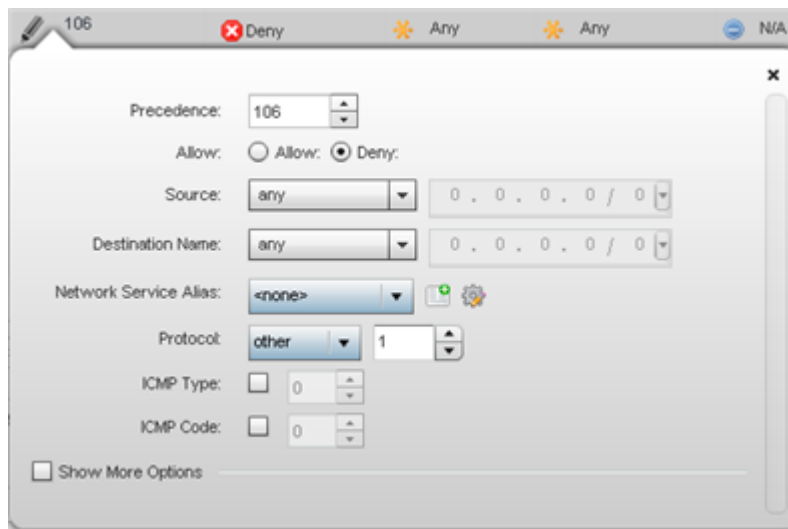 106 Deny Any Any N/A
Precedence: 106
Allow: Allow: Deny:
Source: any 0 . 0 . 0 . 0 / 0
Destination Name: any 0 . 0 . 0 . 0 / 0
Network Service Alias: <none>
Protocol: other 1
ICMP Type: 0
ICMP Code: 0
Show More Options